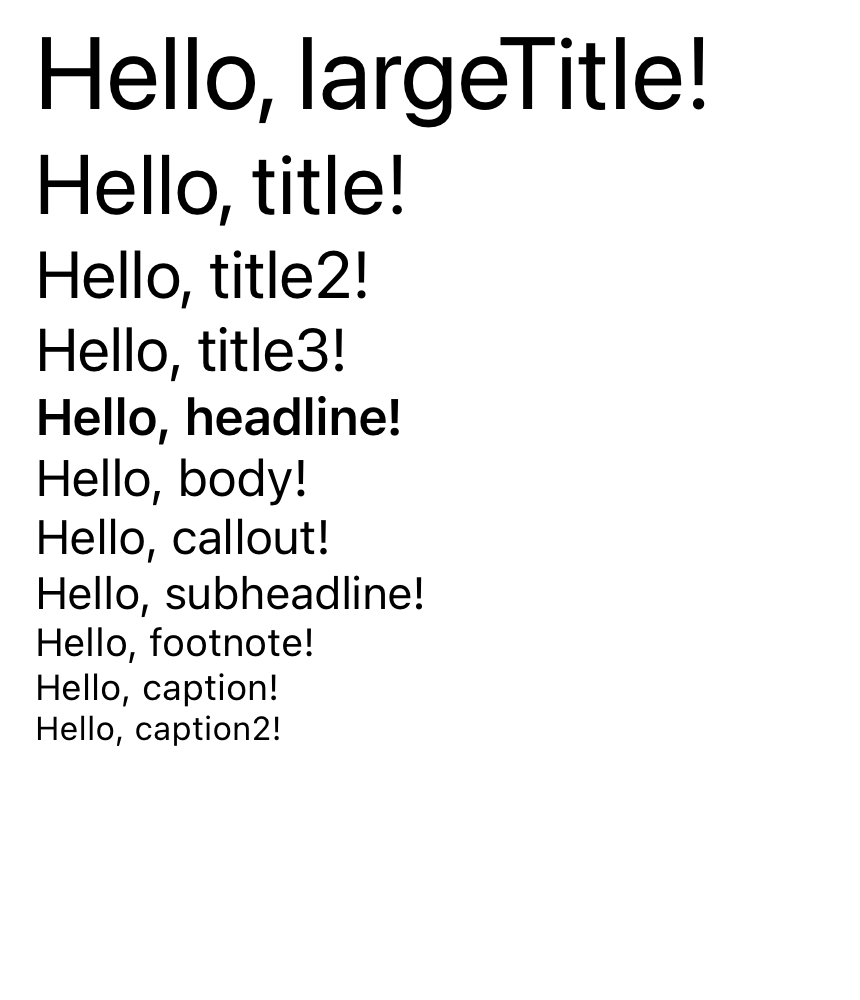 Hello, largeTitle!
Hello, title!
Hello, title2!
Hello, title3!
Hello, headline!
Hello, body!
Hello, callout!
Hello, subheadline!
Hello, footnote!
Hello, caption!
Hello, caption2!